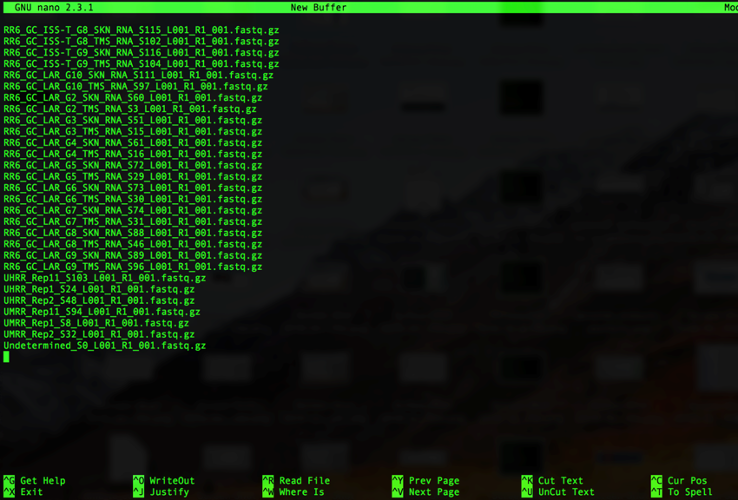 GNU nano 2.3.1 New Buffer Mod
RR6_GC_ISS-T_G8_SKN_RNA_S115_L001_R1_001.fastq.gz
RR6_GC_ISS-T_G8_TMS_RNA_S102_L001_R1_001.fastq.gz
RR6_GC_ISS-T_G9_SKN_RNA_S116_L001_R1_001.fastq.gz
RR6_GC_ISS-T_G9_TMS_RNA_S104_L001_R1_001.fastq.gz
RR6_GC_LAR_G10_SKN_RNA_S111_L001_R1_001.fastq.gz
RR6_GC_LAR_G10_TMS_RNA_S97_L001_R1_001.fastq.gz
RR6_GC_LAR_G2_SKN_RNA_S60_L001_R1_001.fastq.gz
RR6_GC_LAR_G2_TMS_RNA_S3_L001_R1_001.fastq.gz
RR6_GC_LAR_G3_SKN_RNA_S51_L001_R1_001.fastq.gz
RR6_GC_LAR_G3_TMS_RNA_S15_L001_R1_001.fastq.gz
RR6_GC_LAR_G4_SKN_RNA_S61_L001_R1_001.fastq.gz
RR6_GC_LAR_G4_TMS_RNA_S16_L001_R1_001.fastq.gz
RR6_GC_LAR_G5_SKN_RNA_S72_L001_R1_001.fastq.gz
RR6_GC_LAR_G5_TMS_RNA_S29_L001_R1_001.fastq.gz
RR6_GC_LAR_G6_SKN_RNA_S73_L001_R1_001.fastq.gz
RR6_GC_LAR_G6_TMS_RNA_S30_L001_R1_001.fastq.gz
RR6_GC_LAR_G7_SKN_RNA_S74_L001_R1_001.fastq.gz
RR6_GC_LAR_G7_TMS_RNA_S31_L001_R1_001.fastq.gz
RR6_GC_LAR_G8_SKN_RNA_S88_L001_R1_001.fastq.gz
RR6_GC_LAR_G8_TMS_RNA_S46_L001_R1_001.fastq.gz
RR6_GC_LAR_G9_SKN_RNA_S89_L001_R1_001.fastq.gz
RR6_GC_LAR_G9_TMS_RNA_S96_L001_R1_001.fastq.gz
UHRR_Rep11_S103_L001_R1_001.fastq.gz
UHRR_Rep1_S24_L001_R1_001.fastq.gz
UHRR_Rep2_S48_L001_R1_001.fastq.gz
UMRR_Rep11_S94_L001_R1_001.fastq.gz
UMRR_Rep1_S8_L001_R1_001.fastq.gz
UMRR_Rep2_S32_L001_R1_001.fastq.gz
Undetermined_S0_L001_R1_001.fastq.gz
^G Get Help ^O WriteOut ^R Read File ^Y Prev Page ^K Cut Text ^C Cur Pos
^X Exit ^J Justify ^W Where Is ^V Next Page ^U UnCut Text ^T To Spell